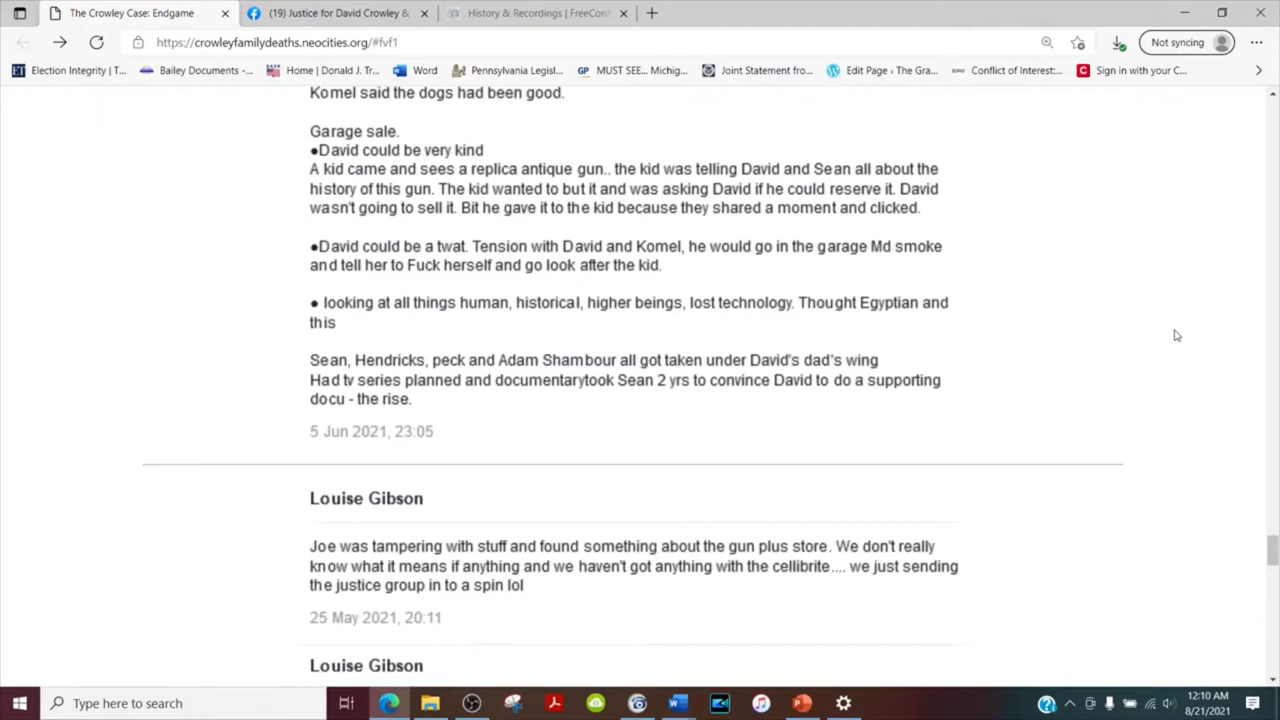 The Crowley Case: Endgame
(19) Justice for David Crowley &
History & Recordings | FreeConf
https://crowleyfamilydeaths.neocities.org/#fvf1
Not syncing
Election Integrity | T...
Bailey Documents -...
Home | Donald J. Tr...
Word
Pennsylvania Legisl...
MUST SEE... Michig...
Joint Statement fro...
Edit Page ‹ The Gra...
Conflict of Interest:...
Sign in with your C...
Komel said the dogs had been good.
Garage sale.
●David could be very kind
A kid came and sees a replica antique gun.. the kid was telling David and Sean all about the
history of this gun. The kid wanted to but it and was asking David if he could reserve it. David
wasn't going to sell it. Bit he gave it to the kid because they shared a moment and clicked.
●David could be a twat. Tension with David and Komel, he would go in the garage Md smoke
and tell her to Fuck herself and go look after the kid.
● looking at all things human, historical, higher beings, lost technology. Thought Egyptian and
this
Sean, Hendricks, peck and Adam Shambour all got taken under David's dad's wing
Had tv series planned and documentarytook Sean 2 yrs to convince David to do a supporting
docu - the rise.
5 Jun 2021, 23:05
Louise Gibson
Joe was tampering with stuff and found something about the gun plus store. We don't really
know what it means if anything and we haven't got anything with the cellibrite.... we just sending
the justice group in to a spin lol
25 May 2021, 20:11
Louise Gibson
Type here to search
12:10 AM
8/21/2021